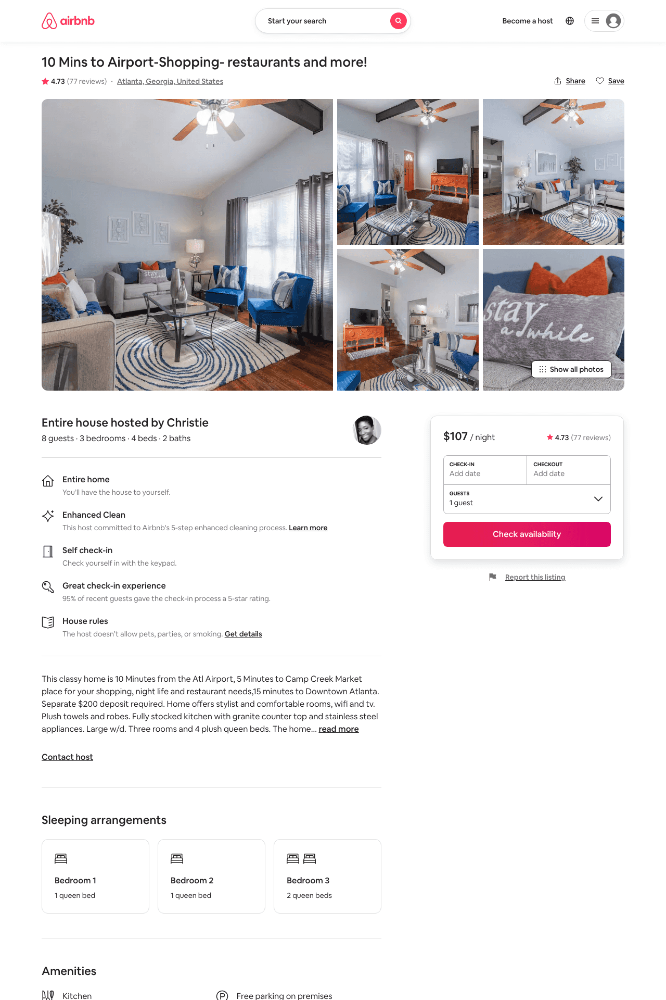 airbnb
Start your search
Become a host
10 Mins to Airport-Shopping- restaurants and more!
4.73 (77 reviews) · Atlanta, Georgia, United States
Share
Save
stay
a while
stay
a while
stay
a while
Show all photos
Entire house hosted by Christie
8 guests · 3 bedrooms · 4 beds · 2 baths
$107 / night
4.73 (77 reviews)
CHECK-IN
Add date
CHECKOUT
Add date
GUESTS
1 guest
Check availability
Report this listing
Entire home
You’ll have the house to yourself.
Enhanced Clean
This host committed to Airbnb's 5-step enhanced cleaning process. Learn more
Self check-in
Check yourself in with the keypad.
Great check-in experience
95% of recent guests gave the check-in process a 5-star rating.
House rules
The host doesn’t allow pets, parties, or smoking. Get details
This classy home is 10 Minutes from the Atl Airport, 5 Minutes to Camp Creek Market
place for your shopping, night life and restaurant needs,15 minutes to Downtown Atlanta.
Separate $200 deposit required. Home offers stylist and comfortable rooms, wifi and tv.
Plush towels and robes. Fully stocked kitchen with granite counter top and stainless steel
appliances. Large w/d. Three rooms and 4 plush queen beds. The home... read more
Contact host
Sleeping arrangements
Bedroom 1
1 queen bed
Bedroom 2
1 queen bed
Bedroom 3
2 queen beds
Amenities
Kitchen
Free parking on premises